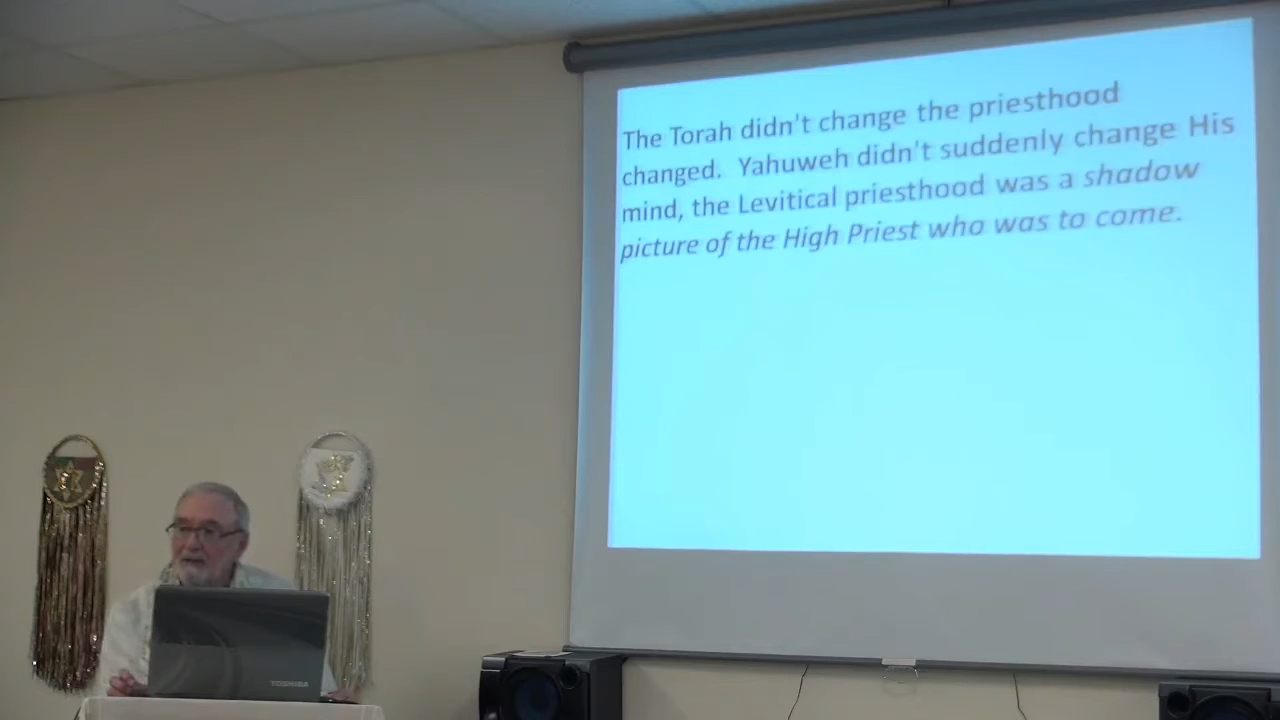 The Torah didn't change the priesthood
changed.  Yahuweh didn't suddenly change His
mind, the Levitical priesthood was a shadow
picture of the High Priest who was to come.
TOSHIBA